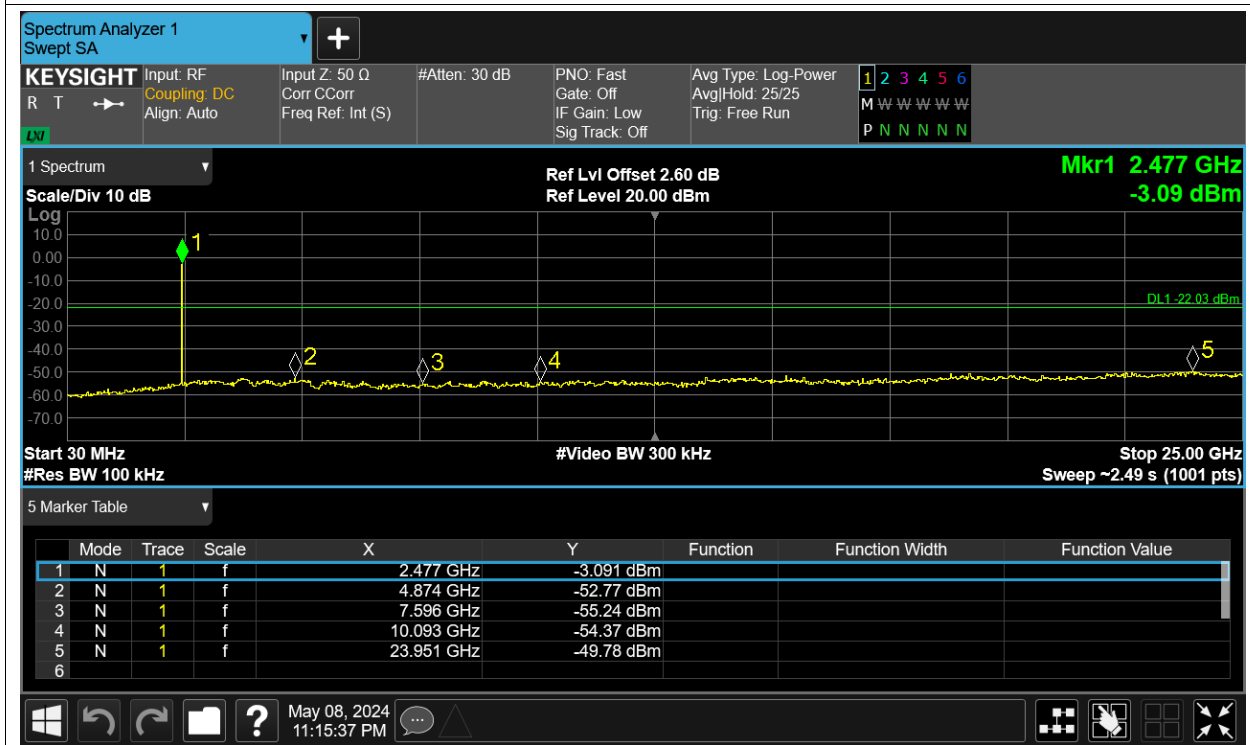 Spectrum Analyzer 1
Swept SA
KEYSIGHT
R T
LXI
Input: RF
Coupling: DC
Align: Auto
Input Z: 50 Ω
Corr CCorr
Freq Ref: Int (S)
#Atten: 30 dB
PNO: Fast
Gate: Off
IF Gain: Low
Sig Track: Off
Avg Type: Log-Power
Avg|Hold: 25/25
Trig: Free Run
1 2 3 4 5 6
M W W W W W
P N N N N N
1 Spectrum
Scale/Div 10 dB
Ref Lvl Offset 2.60 dB
Ref Level 20.00 dBm
Mkr1 2.477 GHz
-3.09 dBm
Log
10.0
0.00
-10.0
-20.0
-30.0
-40.0
-50.0
-60.0
-70.0
1
2
3
4
5
DL1 -22.03 dBm
Start 30 MHz
#Video BW 300 kHz
Stop 25.00 GHz
#Res BW 100 kHz
Sweep ~2.49 s (1001 pts)
5 Marker Table
Mode Trace Scale X Y Function Function Width Function Value
1 N 1 f 2.477 GHz -3.091 dBm
2 N 1 f 4.874 GHz -52.77 dBm
3 N 1 f 7.596 GHz -55.24 dBm
4 N 1 f 10.093 GHz -54.37 dBm
5 N 1 f 23.951 GHz -49.78 dBm
6
?
May 08, 2024
11:15:37 PM